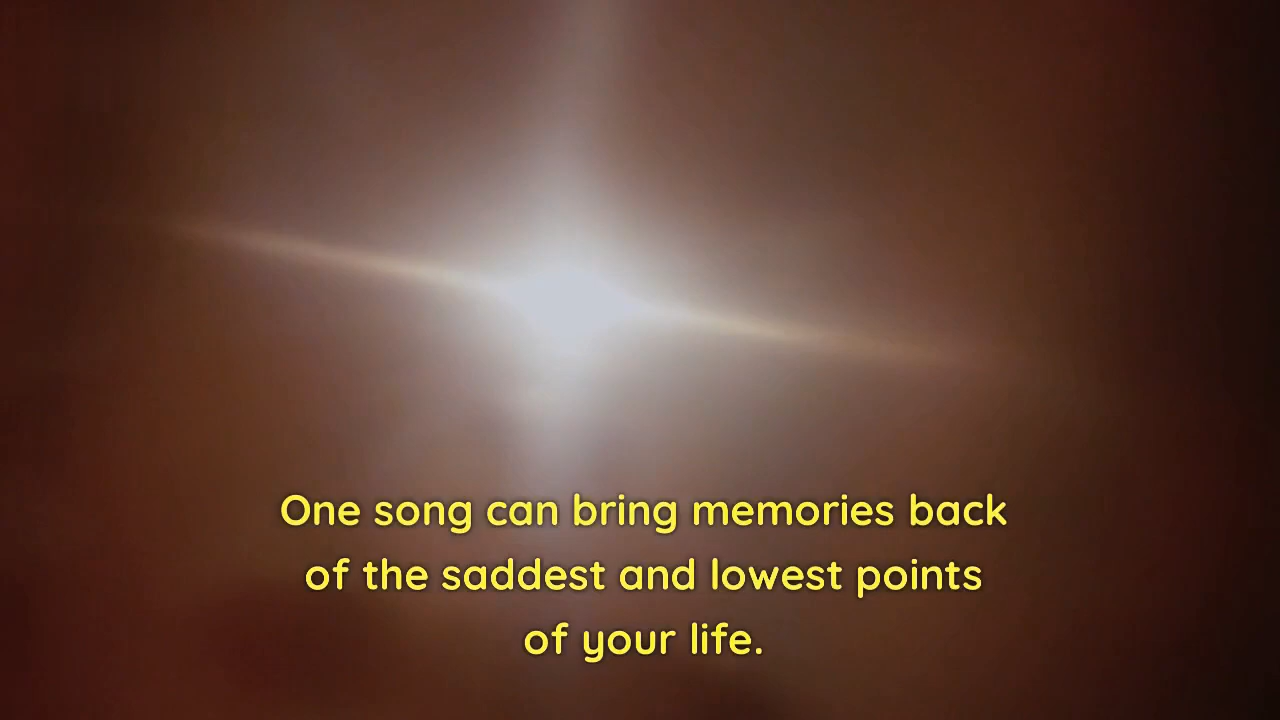 One song can bring memories back
of the saddest and lowest points
of your life.